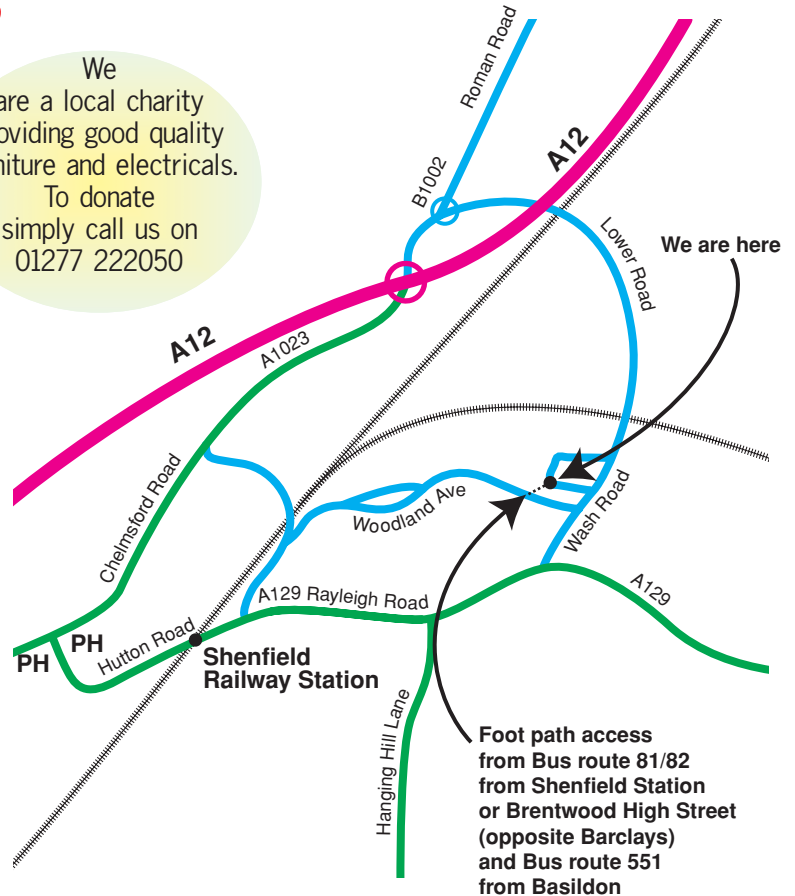 We
are a local charity
oviding good quality
niture and electricals.
To donate
simply call us on
01277 222050
Roman Road
B1002
A12
Lower Road
We are here
A12
A1023
Chelmsford Road
Woodland Ave
Wash Road
A129 Rayleigh Road
A129
PH
PH
Hutton Road
Shenfield
Railway Station
Hanging Hill Lane
Foot path access
from Bus route 81/82
from Shenfield Station
or Brentwood High Street
(opposite Barclays)
and Bus route 551
from Basildon